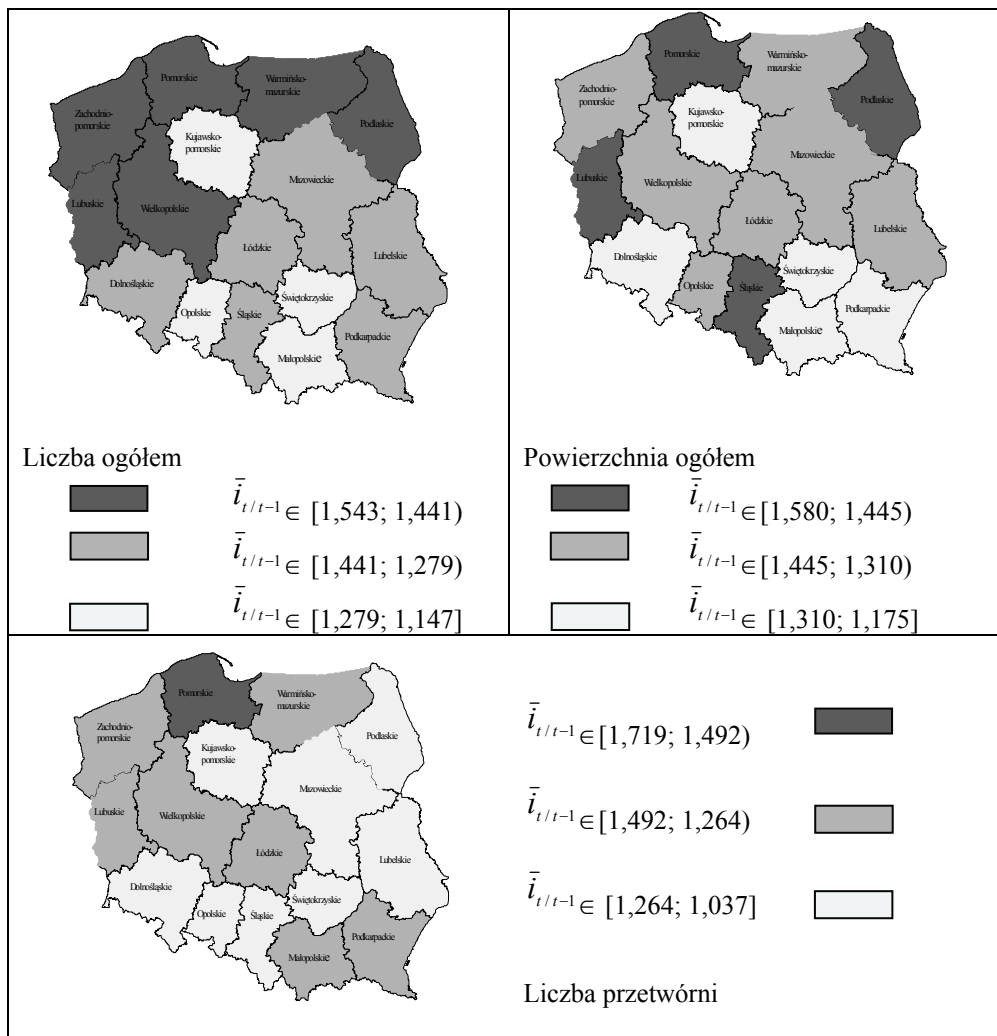 Pomorskie
Warmińsko-
mazurskie
Zachodnio-
pomorskie
Podlaskie
Kujawsko-
pomorskie
Mazowieckie
Lubuskie
Wielkopolskie
Łódzkie
Lubelskie
Dolnośląskie
Opolskie
Śląskie
Świętokrzyskie
Podkarpackie
Małopolskie
Liczba ogółem
i̅ t/t−1 ∈ [1,543; 1,441)
i̅ t/t−1 ∈ [1,441; 1,279)
i̅ t/t−1 ∈ [1,279; 1,147]
Pomorskie
Warmińsko-
mazurskie
Zachodnio-
pomorskie
Podlaskie
Kujawsko-
pomorskie
Mazowieckie
Lubuskie
Wielkopolskie
Łódzkie
Lubelskie
Dolnośląskie
Opolskie
Śląskie
Świętokrzyskie
Podkarpackie
Małopolskie
Powierzchnia ogółem
i̅ t/t−1 ∈ [1,580; 1,445)
i̅ t/t−1 ∈ [1,445; 1,310)
i̅ t/t−1 ∈ [1,310; 1,175]
Pomorskie
Warmińsko-
mazurskie
Zachodnio-
pomorskie
Podlaskie
Kujawsko-
pomorskie
Mazowieckie
Lubuskie
Wielkopolskie
Łódzkie
Lubelskie
Dolnośląskie
Opolskie
Śląskie
Świętokrzyskie
Podkarpackie
Małopolskie
i̅ t/t−1 ∈[1,719; 1,492)
i̅ t/t−1 ∈[1,492; 1,264)
i̅ t/t−1 ∈ [1,264; 1,037]
Liczba przetwórni